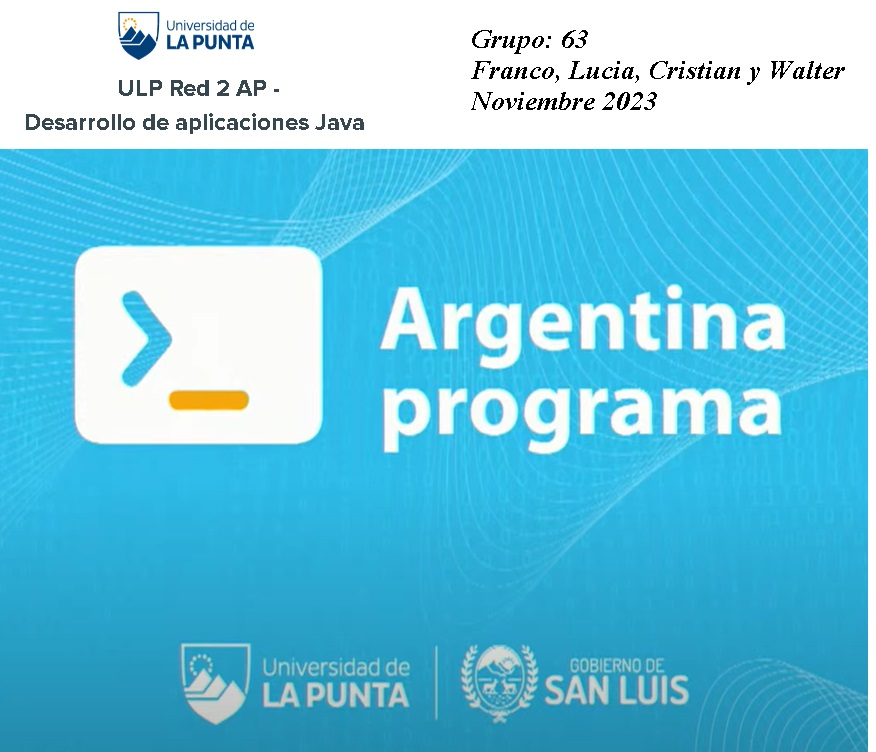 Universidad de
LA PUNTA
ULP Red 2 AP -
Desarrollo de aplicaciones Java
Grupo: 63
Franco, Lucia, Cristian y Walter
Noviembre 2023
Argentina
programa
Universidad de
LA PUNTA
GOBIERNO DE
SAN LUIS